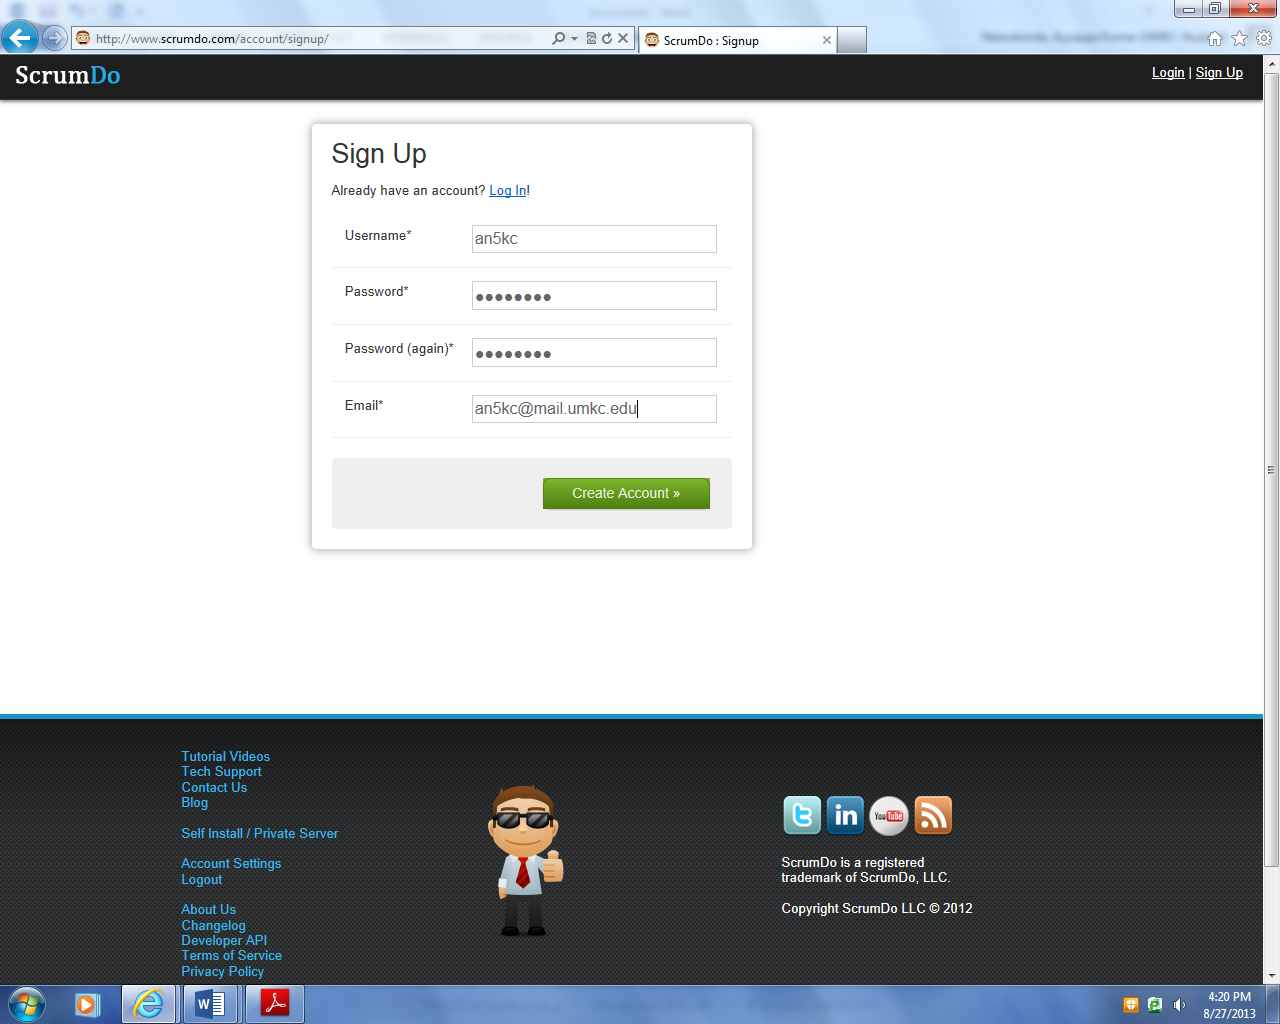 http://www.scrumdo.com/account/signup/
ScrumDo : Signup
ScrumDo
Login | Sign Up
Sign Up
Already have an account? Log In!
Username*
an5kc
Password*
●●●●●●●●
Password (again)*
●●●●●●●●
Email*
an5kc@mail.umkc.edu
Create Account »
Tutorial Videos
Tech Support
Contact Us
Blog
Self Install / Private Server
Account Settings
Logout
About Us
Changelog
Developer API
Terms of Service
Privacy Policy
You Tube
ScrumDo is a registered
trademark of ScrumDo, LLC.
Copyright ScrumDo LLC © 2012
4:20 PM
8/27/2013